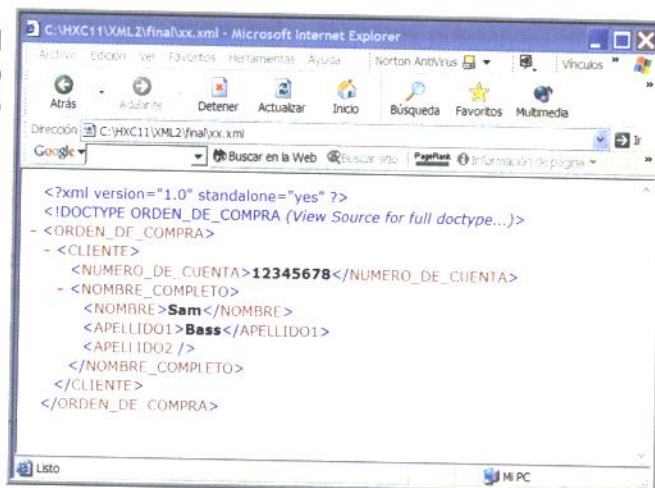 C:\HXC11\XML2\final\xx.xml - Microsoft Internet Explorer
Archivo Edición Ver Favoritos Herramientas Ayuda Norton AntiVirus Vínculos »
Atrás Adelante Detener Actualizar Inicio Búsqueda Favoritos Multimedia »
Dirección C:\HXC11\XML2\final\xx.xml Ir
Google Buscar en la Web Buscar sitio PageRank Información de página »
<?xml version="1.0" standalone="yes" ?>
<!DOCTYPE ORDEN_DE_COMPRA (View Source for full doctype...)>
- <ORDEN_DE_COMPRA>
- <CLIENTE>
<NUMERO_DE_CUENTA>12345678</NUMERO_DE_CUENTA>
- <NOMBRE_COMPLETO>
<NOMBRE>Sam</NOMBRE>
<APELLIDO1>Bass</APELLIDO1>
<APELLIDO2 />
</NOMBRE_COMPLETO>
</CLIENTE>
</ORDEN_DE_COMPRA>
Listo Mi PC